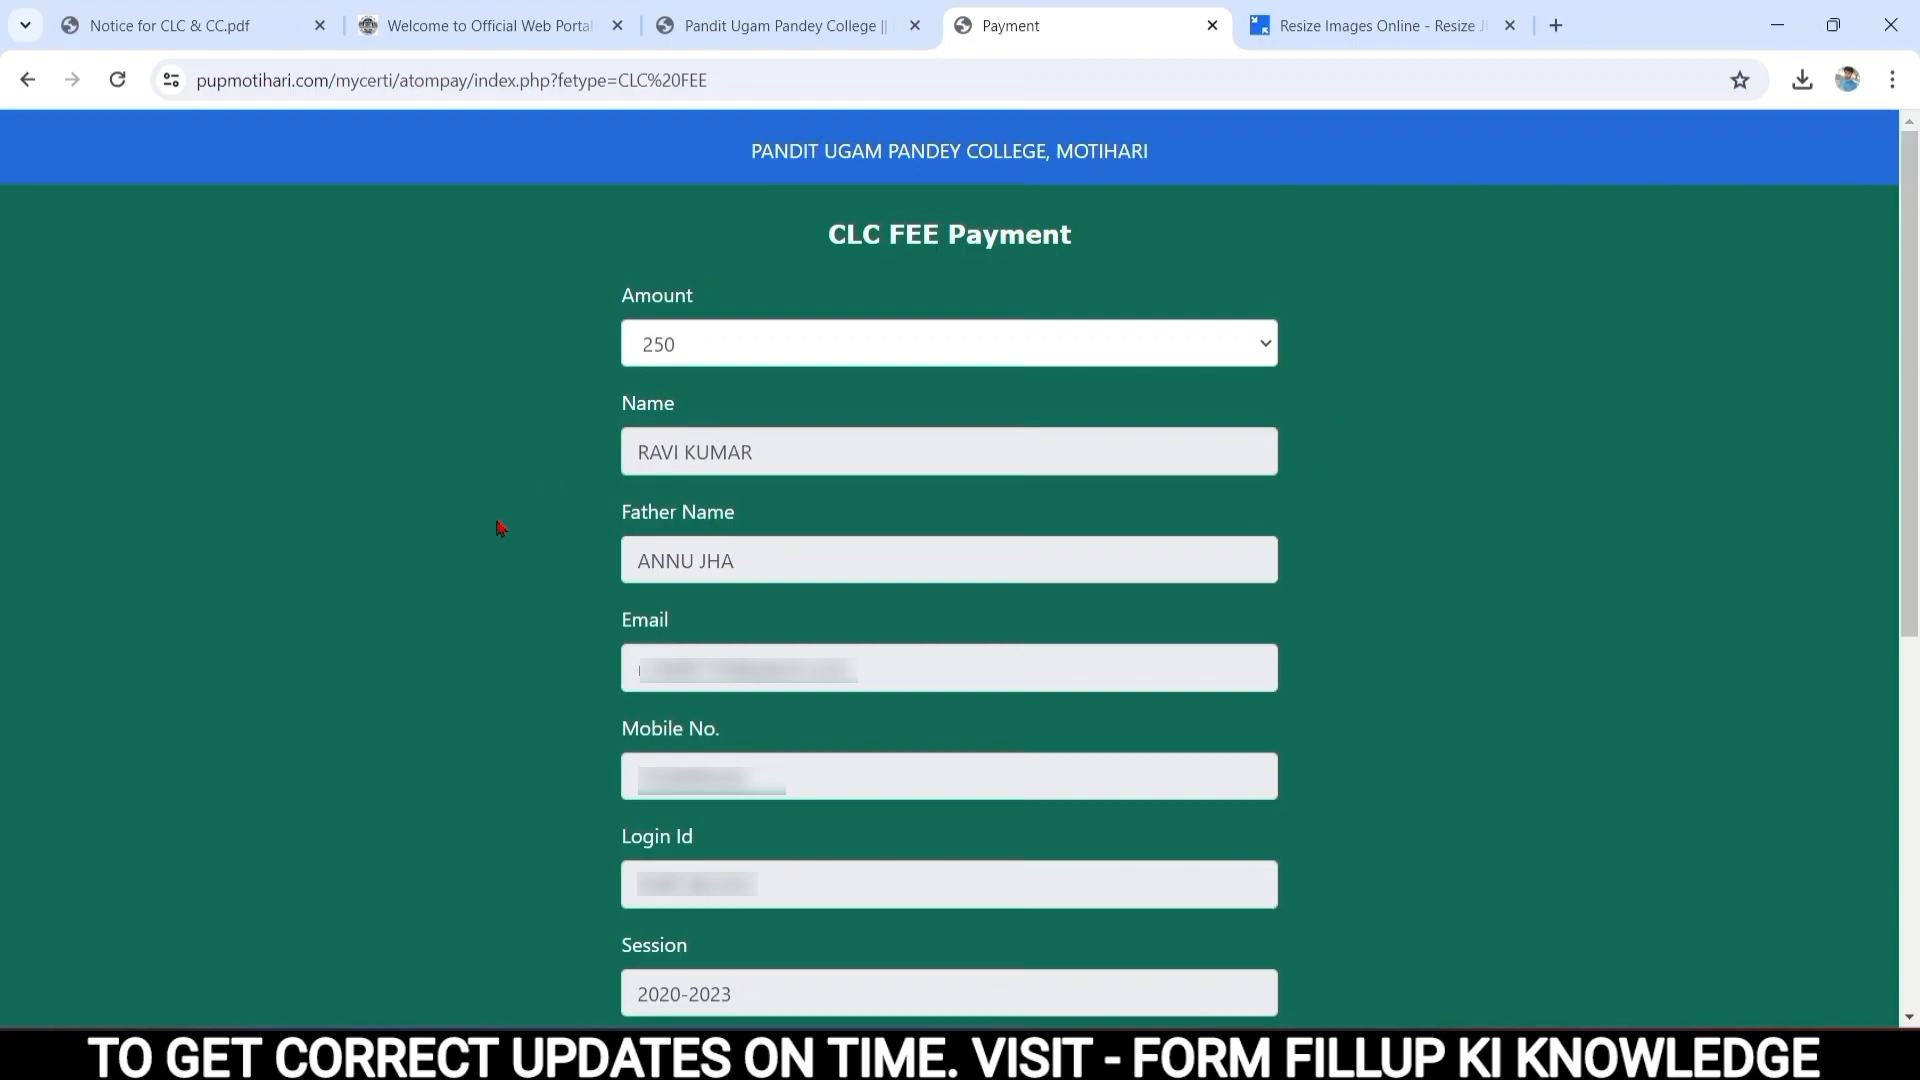 Notice for CLC & CC.pdf
Welcome to Official Web Porta
Pandit Ugam Pandey College ||
Payment
Resize Images Online - Resize J
pupmotihari.com/mycerti/atompay/index.php?fetype=CLC%20FEE
PANDIT UGAM PANDEY COLLEGE, MOTIHARI
CLC FEE Payment
Amount
250
Name
RAVI KUMAR
Father Name
ANNU JHA
Email
Mobile No.
Login Id
Session
2020-2023
TO GET CORRECT UPDATES ON TIME. VISIT - FORM FILLUP KI KNOWLEDGE